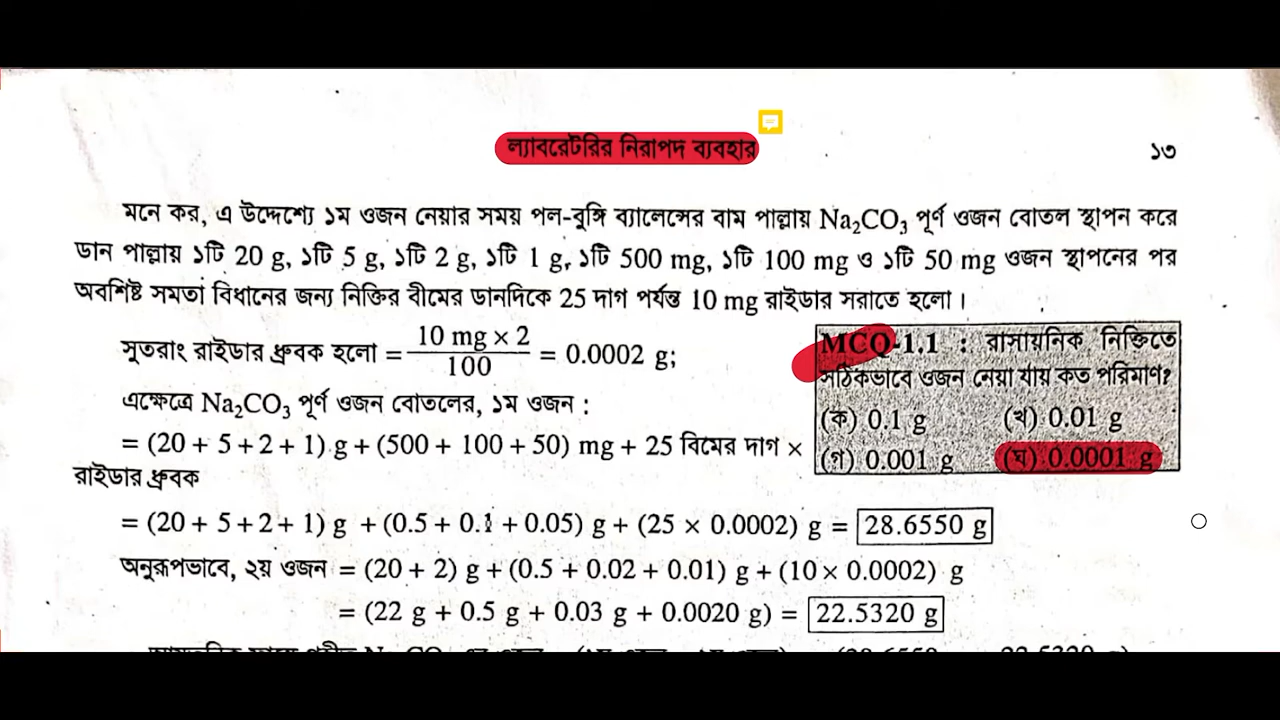 ল্যাবরেটরির নিরাপদ ব্যবহার
১৩
মনে কর, এ উদ্দেশ্যে ১ম ওজন নেয়ার সময় পল-বুঙ্গি ব্যালেন্সের বাম পাল্লায় Na₂CO₃ পূর্ণ ওজন বোতল স্থাপন করে
ডান পাল্লায় ১টি 20 g, ১টি 5 g, ১টি 2 g, ১টি 1 g, ১টি 500 mg, ১টি 100 mg ও ১টি 50 mg ওজন স্থাপনের পর
অবশিষ্ট সমতা বিধানের জন্য নিক্তির বীমের ডানদিকে 25 দাগ পর্যন্ত 10 mg রাইডার সরাতে হলো।
সুতরাং রাইডার ধ্রুবক হলো = 10 mg × 2 / 100 = 0.0002 g;
এক্ষেত্রে Na₂CO₃ পূর্ণ ওজন বোতলের, ১ম ওজন :
= (20 + 5 + 2 + 1) g + (500 + 100 + 50) mg + 25 বিমের দাগ ×
রাইডার ধ্রুবক
MCQ-1.1 : রাসায়নিক নিক্তিতে
সঠিকভাবে ওজন নেয়া যায় কত পরিমাণ?
(ক) 0.1 g (খ) 0.01 g
(গ) 0.001 g (ঘ) 0.0001 g
= (20 + 5 + 2 + 1) g + (0.5 + 0.1 + 0.05) g + (25 × 0.0002) g = 28.6550 g
অনুরূপভাবে, ২য় ওজন = (20 + 2) g + (0.5 + 0.02 + 0.01) g + (10 × 0.0002) g
= (22 g + 0.5 g + 0.03 g + 0.0020 g) = 22.5320 g